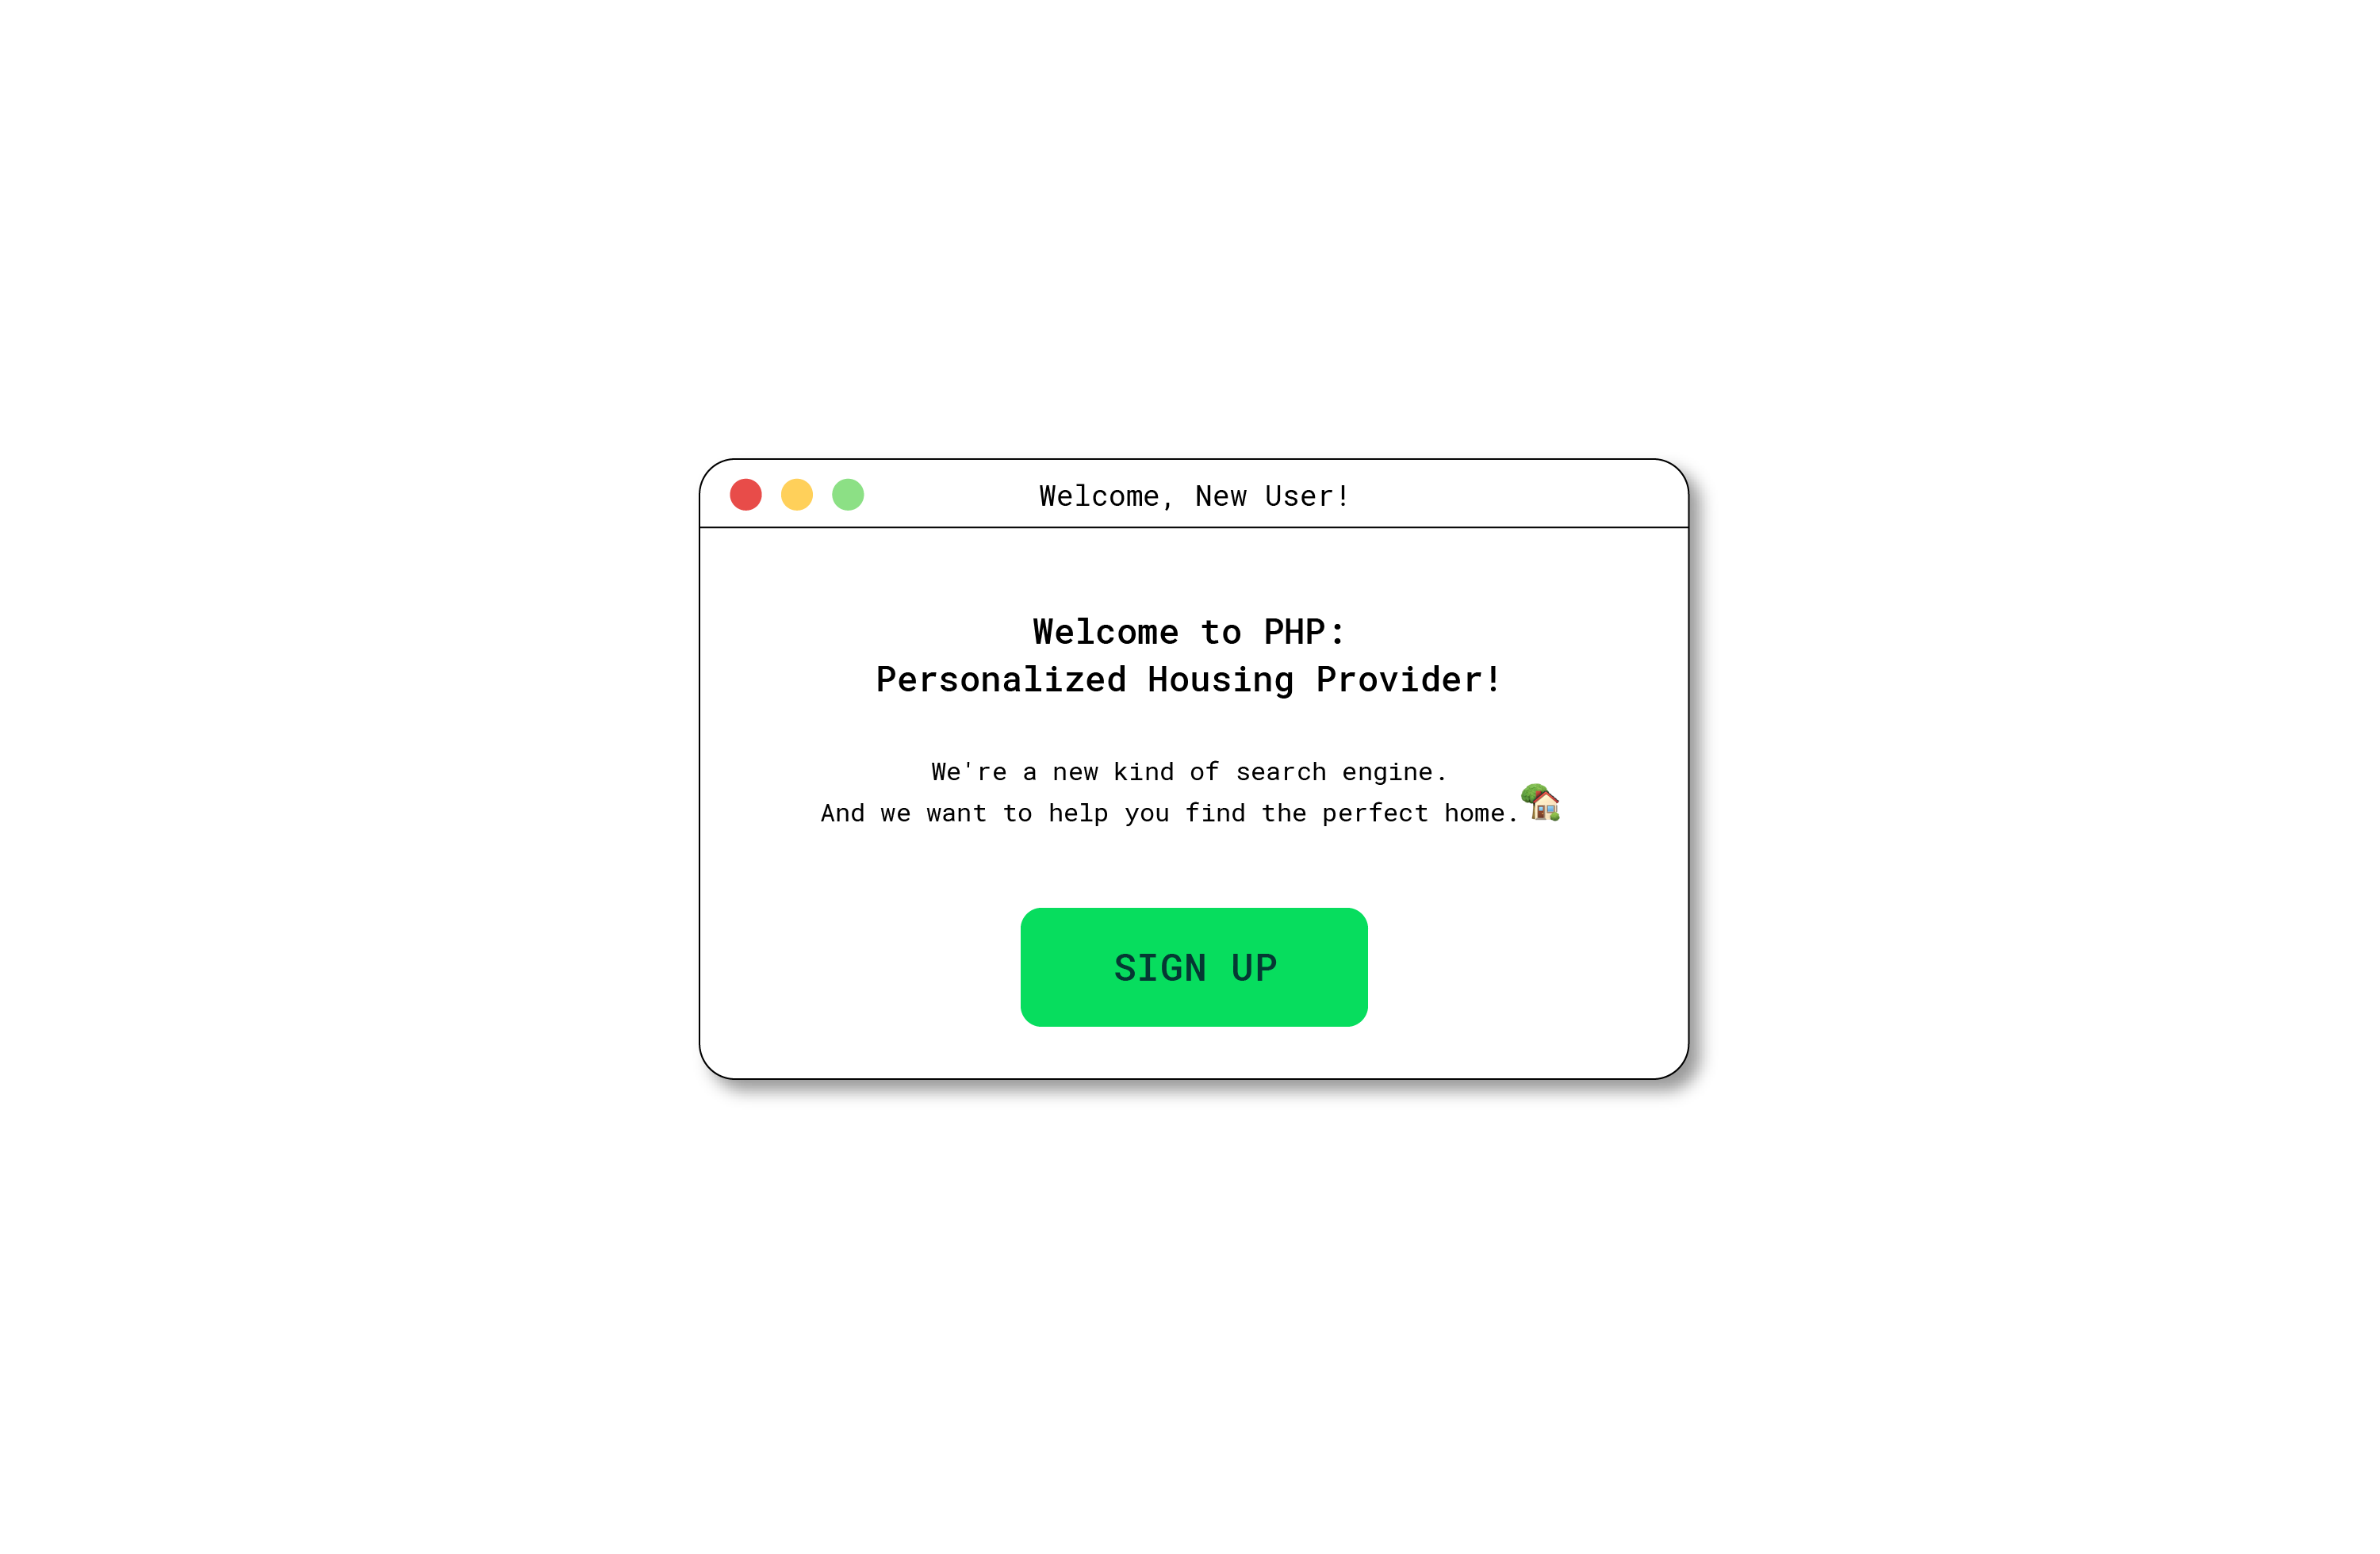 Welcome, New User!
Welcome to PHP:
Personalized Housing Provider!
We're a new kind of search engine.
And we want to help you find the perfect home.🏡
SIGN UP